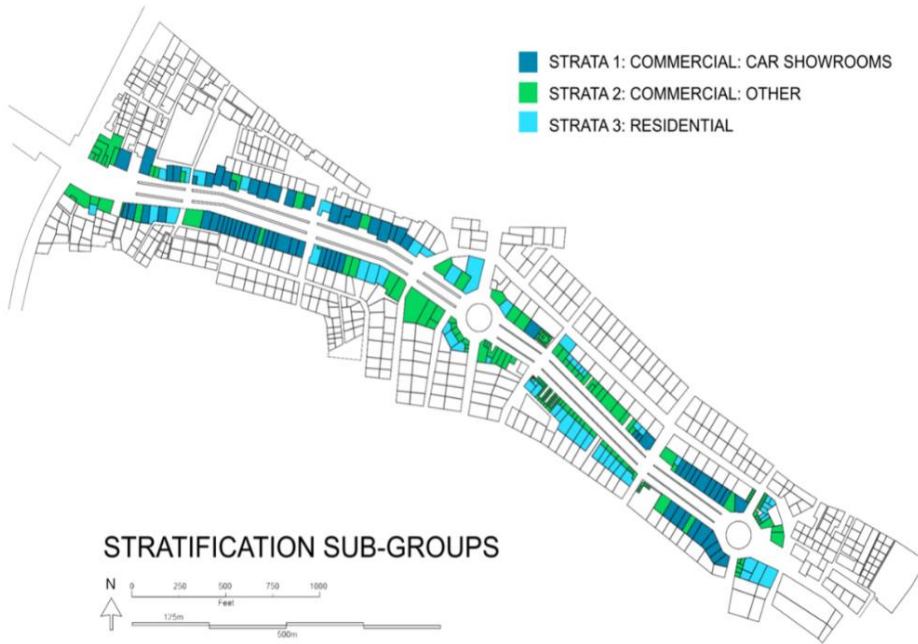 STRATA 1: COMMERCIAL: CAR SHOWROOMS
STRATA 2: COMMERCIAL: OTHER
STRATA 3: RESIDENTIAL
STRATIFICATION SUB-GROUPS
N
0 250 500 750 1000
Feet
125m
500m